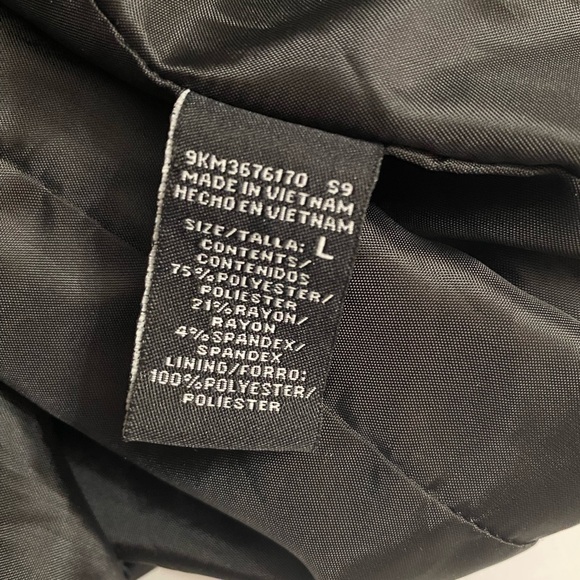 9KM3676170 S9
MADE IN VIETNAM
HECHO EN VIETNAM
SIZE/TALLA: L
CONTENTS/
CONTENIDOS
75%POLYESTER/
POLIESTER
21%RAYON/
RAYON
4%SPANDEX/
SPANDEX
LINING/FORRO:
100%POLYESTER/
POLIESTER